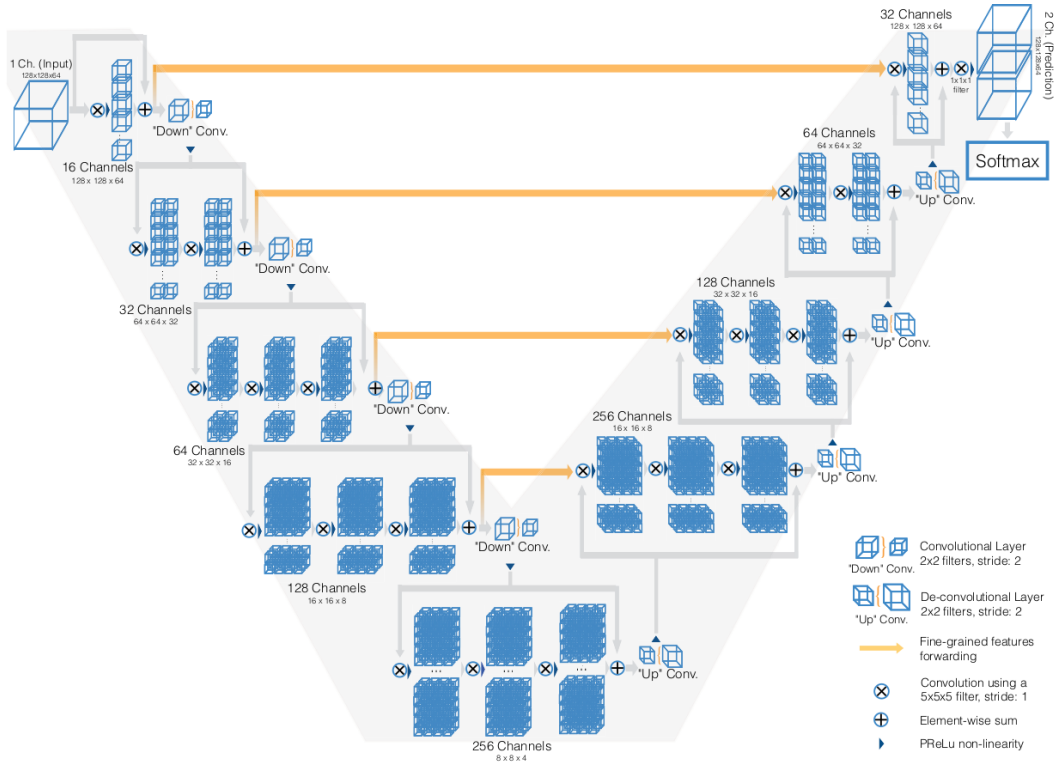 1 Ch. (Input)
128x128x64
"Down" Conv.
16 Channels
128 x 128 x 64
"Down" Conv.
32 Channels
64 x 64 x 32
"Down" Conv.
64 Channels
32 x 32 x 16
"Down" Conv.
128 Channels
16 x 16 x 8
256 Channels
8 x 8 x 4
"Up" Conv.
256 Channels
16 x 16 x 8
"Up" Conv.
128 Channels
32 x 32 x 16
"Up" Conv.
64 Channels
64 x 64 x 32
"Up" Conv.
32 Channels
128 x 128 x 64
1x1x1
filter
2 Ch. (Prediction)
128x128x64
Softmax
"Down" Conv.
Convolutional Layer
2x2 filters, stride: 2
"Up" Conv.
De-convolutional Layer
2x2 filters, stride: 2
Fine-grained features
forwarding
Convolution using a
5x5x5 filter, stride: 1
Element-wise sum
PReLu non-linearity